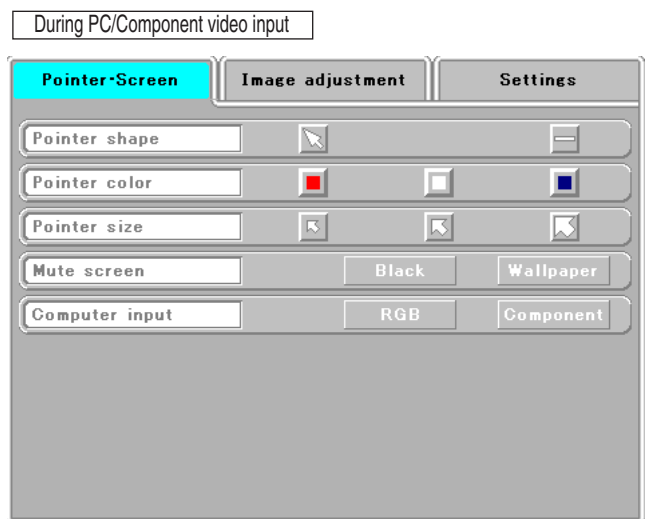 During PC/Component video input
Pointer·Screen Image adjustment Settings
Pointer shape
Pointer color
Pointer size
Mute screen Black Wallpaper
Computer input RGB Component